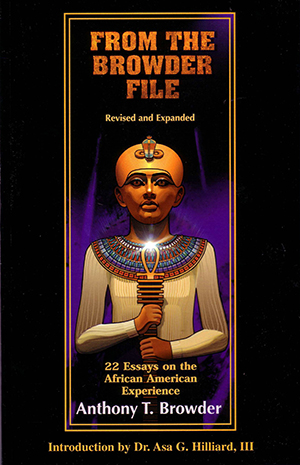 FROM THE
BROWDER
FILE
Revised and Expanded
22 Essays on the
African American
Experience
Anthony T. Browder
Introduction by Dr. Asa G. Hilliard, III